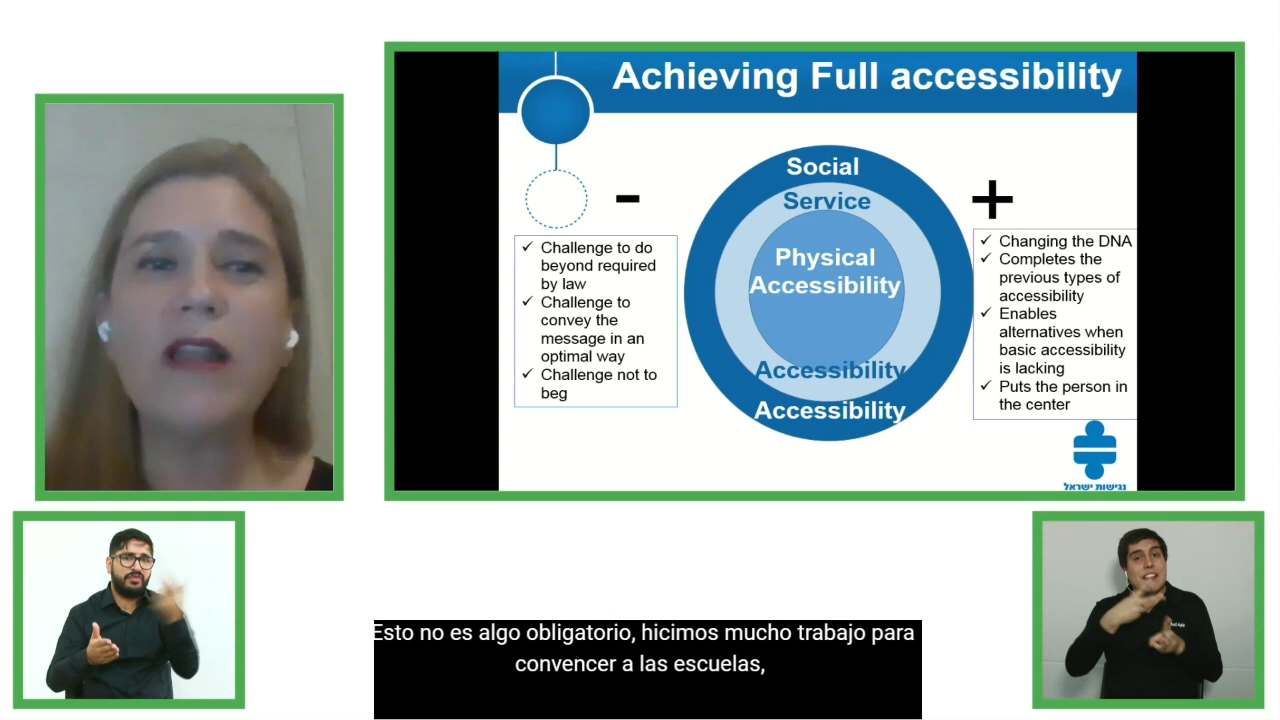 Achieving Full accessibility
-
Challenge to do
beyond required
by law
Challenge to
convey the
message in an
optimal way
Challenge not to
beg
Social
Service
Physical
Accessibility
Accessibility
Accessibility
+
Changing the DNA
Completes the
previous types of
accessibility
Enables
alternatives when
basic accessibility
is lacking
Puts the person in
the center
נגישות ישראל
Esto no es algo obligatorio, hicimos mucho trabajo para
convencer a las escuelas,